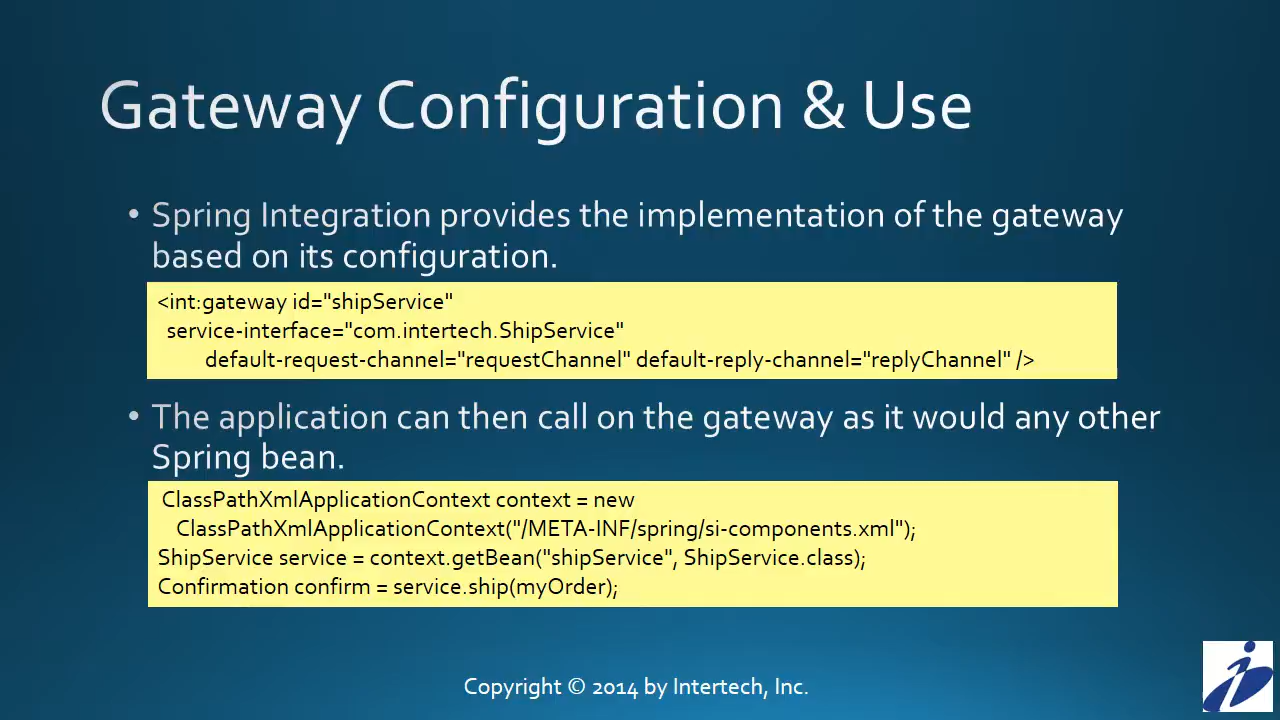 Gateway Configuration & Use
• Spring Integration provides the implementation of the gateway
based on its configuration.
<int:gateway id="shipService"
service-interface="com.intertech.ShipService"
default-request-channel="requestChannel" default-reply-channel="replyChannel" />
• The application can then call on the gateway as it would any other
Spring bean.
ClassPathXmlApplicationContext context = new
ClassPathXmlApplicationContext("/META-INF/spring/si-components.xml");
ShipService service = context.getBean("shipService", ShipService.class);
Confirmation confirm = service.ship(myOrder);
Copyright © 2014 by Intertech, Inc.